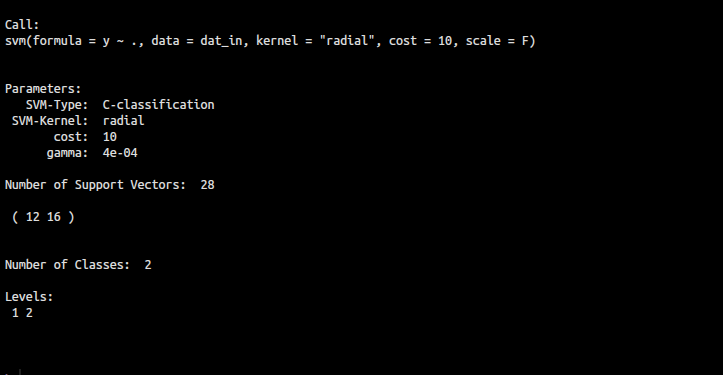 Call:
svm(formula = y ~ ., data = dat_in, kernel = "radial", cost = 10, scale = F)
Parameters:
SVM-Type: C-classification
SVM-Kernel: radial
cost: 10
gamma: 4e-04
Number of Support Vectors: 28
( 12 16 )
Number of Classes: 2
Levels:
1 2